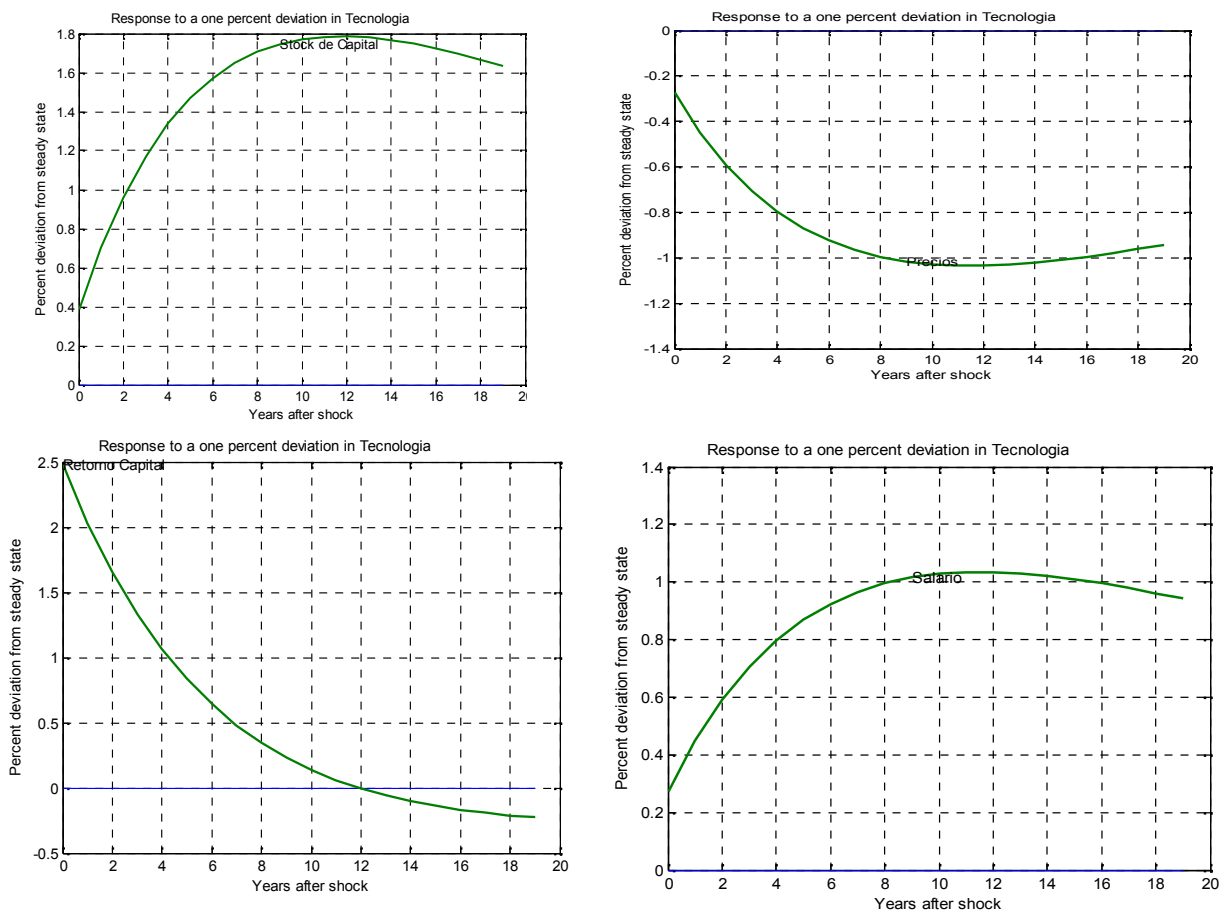 Response to a one percent deviation in Tecnologia
1.8
1.6
1.4
1.2
1
0.8
0.6
0.4
0.2
0
Percent deviation from steady state
Stock de Capital
0 2 4 6 8 10 12 14 16 18 20
Years after shock
Response to a one percent deviation in Tecnologia
0
-0.2
-0.4
-0.6
-0.8
-1
-1.2
-1.4
Percent deviation from steady state
Precios
0 2 4 6 8 10 12 14 16 18 20
Years after shock
Response to a one percent deviation in Tecnologia
2.5
2
1.5
1
0.5
0
-0.5
Percent deviation from steady state
Retorno Capital
0 2 4 6 8 10 12 14 16 18 20
Years after shock
Response to a one percent deviation in Tecnologia
1.4
1.2
1
0.8
0.6
0.4
0.2
0
Percent deviation from steady state
Salario
0 2 4 6 8 10 12 14 16 18 20
Years after shock